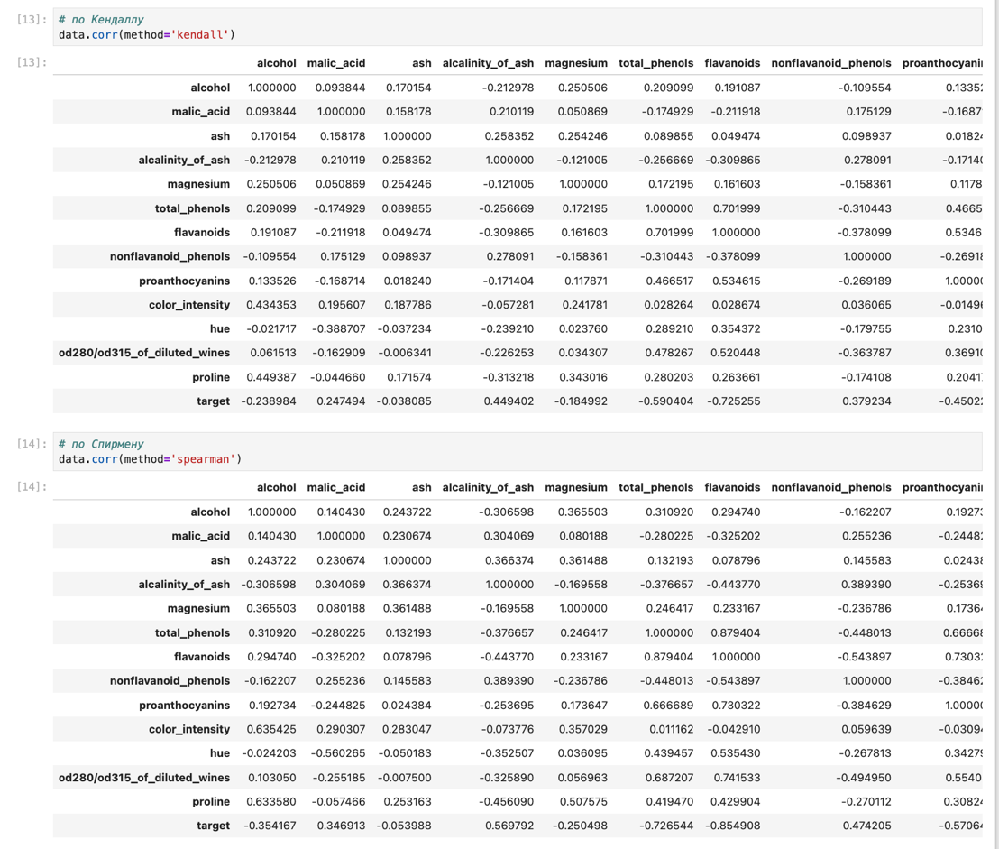 [13]: # по Кендаллу
data.corr(method='kendall')
[13]: alcohol malic_acid ash alcalinity_of_ash magnesium total_phenols flavanoids nonflavanoid_phenols proanthocyanin
alcohol 1.000000 0.093844 0.170154 -0.212978 0.250506 0.209099 0.191087 -0.109554 0.13352
malic_acid 0.093844 1.000000 0.158178 0.210119 0.050869 -0.174929 -0.211918 0.175129 -0.1687
ash 0.170154 0.158178 1.000000 0.258352 0.254246 0.089855 0.049474 0.098937 0.01824
alcalinity_of_ash -0.212978 0.210119 0.258352 1.000000 -0.121005 -0.256669 -0.309865 0.278091 -0.17140
magnesium 0.250506 0.050869 0.254246 -0.121005 1.000000 0.172195 0.161603 -0.158361 0.1178
total_phenols 0.209099 -0.174929 0.089855 -0.256669 0.172195 1.000000 0.701999 -0.310443 0.4665
flavanoids 0.191087 -0.211918 0.049474 -0.309865 0.161603 0.701999 1.000000 -0.378099 0.5346
nonflavanoid_phenols -0.109554 0.175129 0.098937 0.278091 -0.158361 -0.310443 -0.378099 1.000000 -0.26918
proanthocyanins 0.133526 -0.168714 0.018240 -0.171404 0.117871 0.466517 0.534615 -0.269189 1.00000
color_intensity 0.434353 0.195607 0.187786 -0.057281 0.241781 0.028264 0.028674 0.036065 -0.01496
hue -0.021717 -0.388707 -0.037234 -0.239210 0.023760 0.289210 0.354372 -0.179755 0.2310
od280/od315_of_diluted_wines 0.061513 -0.162909 -0.006341 -0.226253 0.034307 0.478267 0.520448 -0.363787 0.36910
proline 0.449387 -0.044660 0.171574 -0.313218 0.343016 0.280203 0.263661 -0.174108 0.2041
target -0.238984 0.247494 -0.038085 0.449402 -0.184992 -0.590404 -0.725255 0.379234 -0.45022
[14]: # по Спирмену
data.corr(method='spearman')
[14]: alcohol malic_acid ash alcalinity_of_ash magnesium total_phenols flavanoids nonflavanoid_phenols proanthocyanin
alcohol 1.000000 0.140430 0.243722 -0.306598 0.365503 0.310920 0.294740 -0.162207 0.19273
malic_acid 0.140430 1.000000 0.230674 0.304069 0.080188 -0.280225 -0.325202 0.255236 -0.24482
ash 0.243722 0.230674 1.000000 0.366374 0.361488 0.132193 0.078796 0.145583 0.02438
alcalinity_of_ash -0.306598 0.304069 0.366374 1.000000 -0.169558 -0.376657 -0.443770 0.389390 -0.25369
magnesium 0.365503 0.080188 0.361488 -0.169558 1.000000 0.246417 0.233167 -0.236786 0.17364
total_phenols 0.310920 -0.280225 0.132193 -0.376657 0.246417 1.000000 0.879404 -0.448013 0.66668
flavanoids 0.294740 -0.325202 0.078796 -0.443770 0.233167 0.879404 1.000000 -0.543897 0.73032
nonflavanoid_phenols -0.162207 0.255236 0.145583 0.389390 -0.236786 -0.448013 -0.543897 1.000000 -0.38462
proanthocyanins 0.192734 -0.244825 0.024384 -0.253695 0.173647 0.666689 0.730322 -0.384629 1.00000
color_intensity 0.635425 0.290307 0.283047 -0.073776 0.357029 0.011162 -0.042910 0.059639 -0.03094
hue -0.024203 -0.560265 -0.050183 -0.352507 0.036095 0.439457 0.535430 -0.267813 0.34279
od280/od315_of_diluted_wines 0.103050 -0.255185 -0.007500 -0.325890 0.056963 0.687207 0.741533 -0.494950 0.5540
proline 0.633580 -0.057466 0.253163 -0.456090 0.507575 0.419470 0.429904 -0.270112 0.30824
target -0.354167 0.346913 -0.053988 0.569792 -0.250498 -0.726544 -0.854908 0.474205 -0.57064